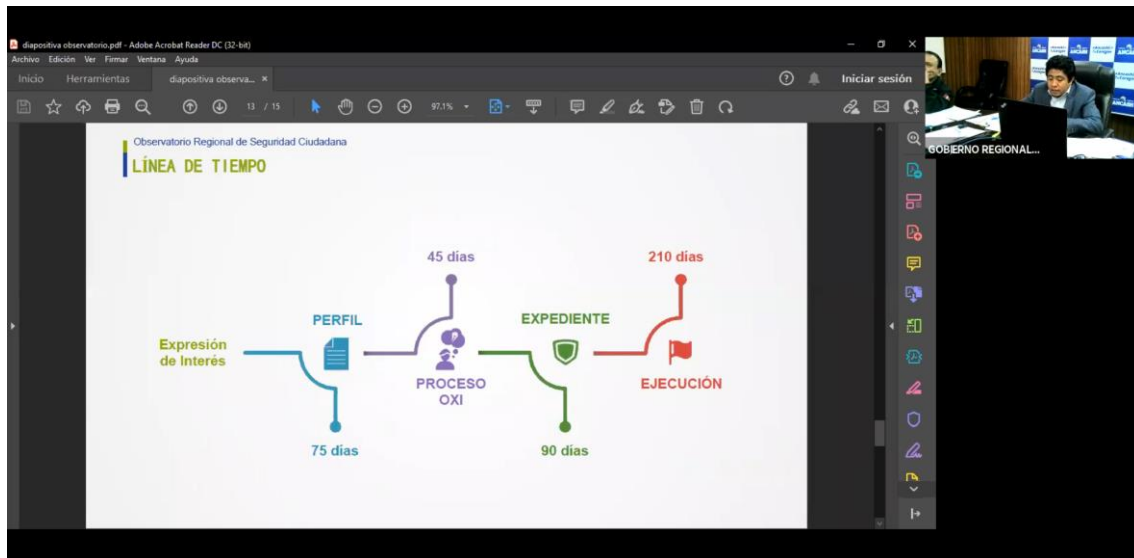 diapositiva observatorio.pdf - Adobe Acrobat Reader DC (32-bit)
Archivo Edición Ver Firmar Ventana Ayuda
Inicio Herramientas diapositiva observa... × Iniciar sesión
13 / 15 97.1%
Observatorio Regional de Seguridad Ciudadana
LÍNEA DE TIEMPO
45 días 210 días
PERFIL EXPEDIENTE
Expresión
de Interés
PROCESO
OXI
EJECUCIÓN
75 días 90 días
GOBIERNO REGIONAL...